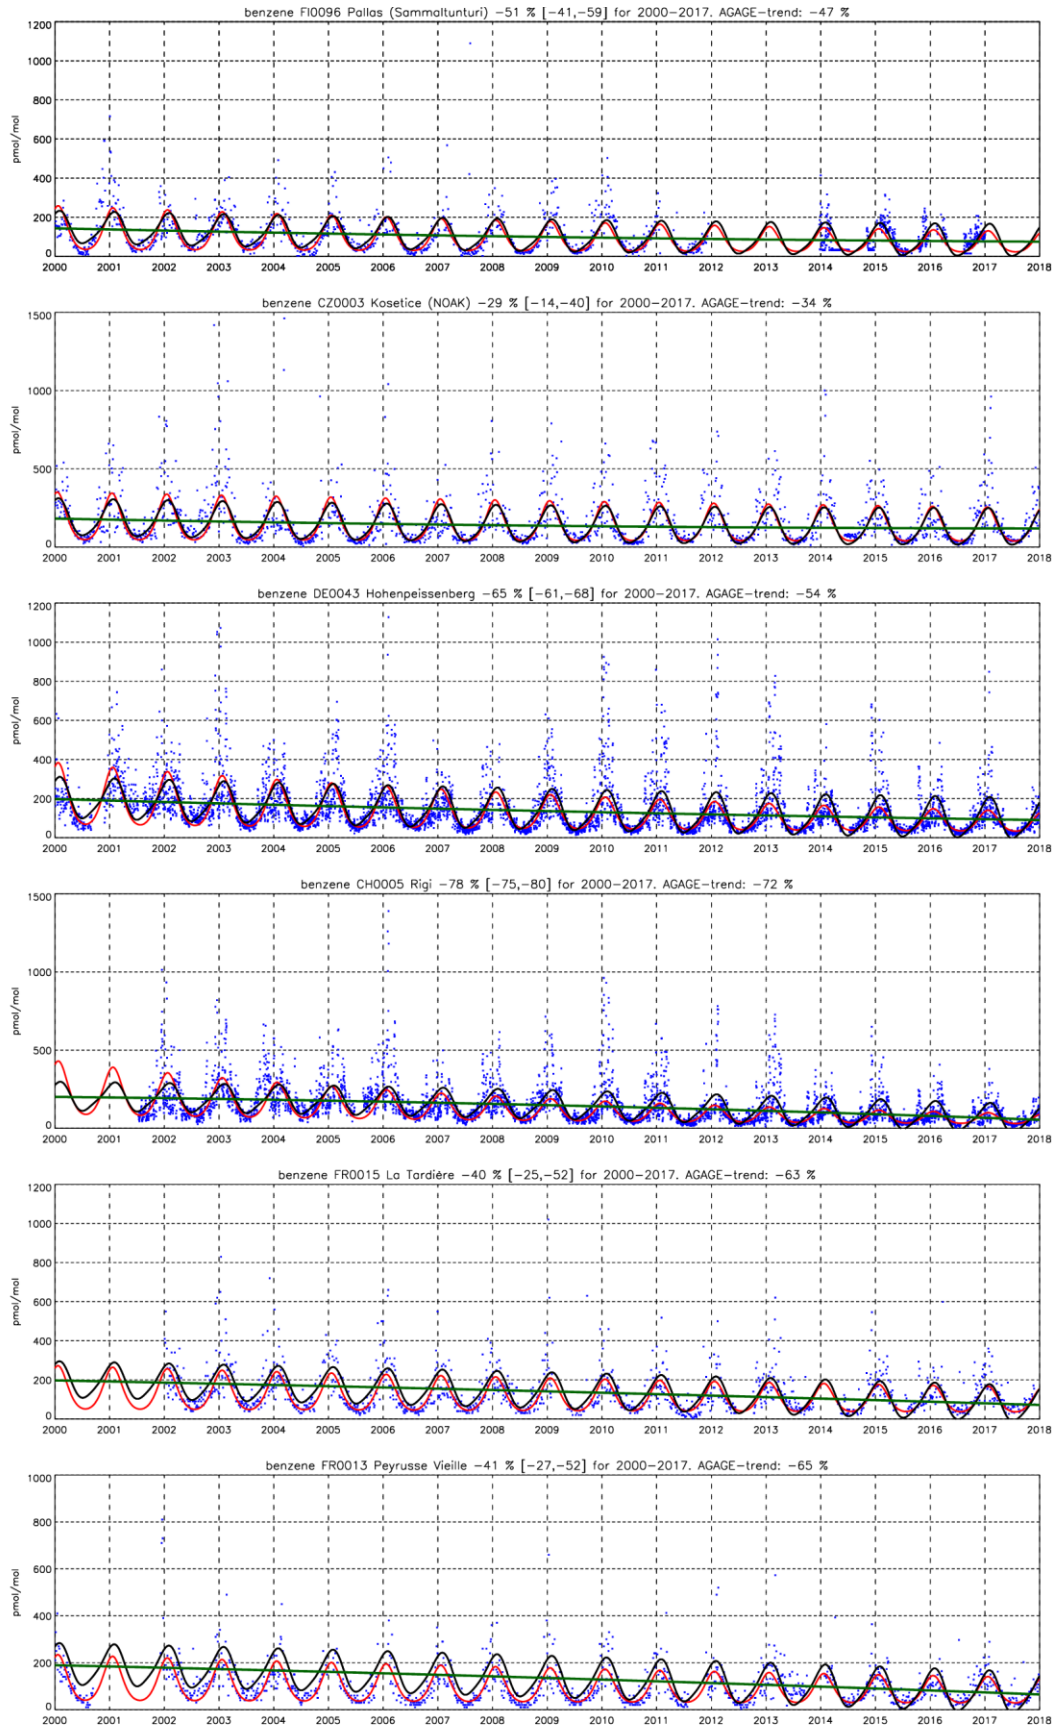 benzene FI0096 Pallas (Sammaltunturi) -51 % [-41,-59] for 2000-2017. AGAGE-trend: -47 %
1200
1000
800
600
400
200
0
pmol/mol
2000 2001 2002 2003 2004 2005 2006 2007 2008 2009 2010 2011 2012 2013 2014 2015 2016 2017 2018
benzene CZ0003 Kosetice (NOAK) -29 % [-14,-40] for 2000-2017. AGAGE-trend: -34 %
1500
1000
500
0
pmol/mol
2000 2001 2002 2003 2004 2005 2006 2007 2008 2009 2010 2011 2012 2013 2014 2015 2016 2017 2018
benzene DE0043 Hohenpeissenberg -65 % [-61,-68] for 2000-2017. AGAGE-trend: -54 %
1200
1000
800
600
400
200
0
pmol/mol
2000 2001 2002 2003 2004 2005 2006 2007 2008 2009 2010 2011 2012 2013 2014 2015 2016 2017 2018
benzene CH0005 Rigi -78 % [-75,-80] for 2000-2017. AGAGE-trend: -72 %
1500
1000
500
0
pmol/mol
2000 2001 2002 2003 2004 2005 2006 2007 2008 2009 2010 2011 2012 2013 2014 2015 2016 2017 2018
benzene FR0015 La Tardière -40 % [-25,-52] for 2000-2017. AGAGE-trend: -63 %
1200
1000
800
600
400
200
0
pmol/mol
2000 2001 2002 2003 2004 2005 2006 2007 2008 2009 2010 2011 2012 2013 2014 2015 2016 2017 2018
benzene FR0013 Peyrusse Vieille -41 % [-27,-52] for 2000-2017. AGAGE-trend: -65 %
1000
800
600
400
200
0
pmol/mol
2000 2001 2002 2003 2004 2005 2006 2007 2008 2009 2010 2011 2012 2013 2014 2015 2016 2017 2018